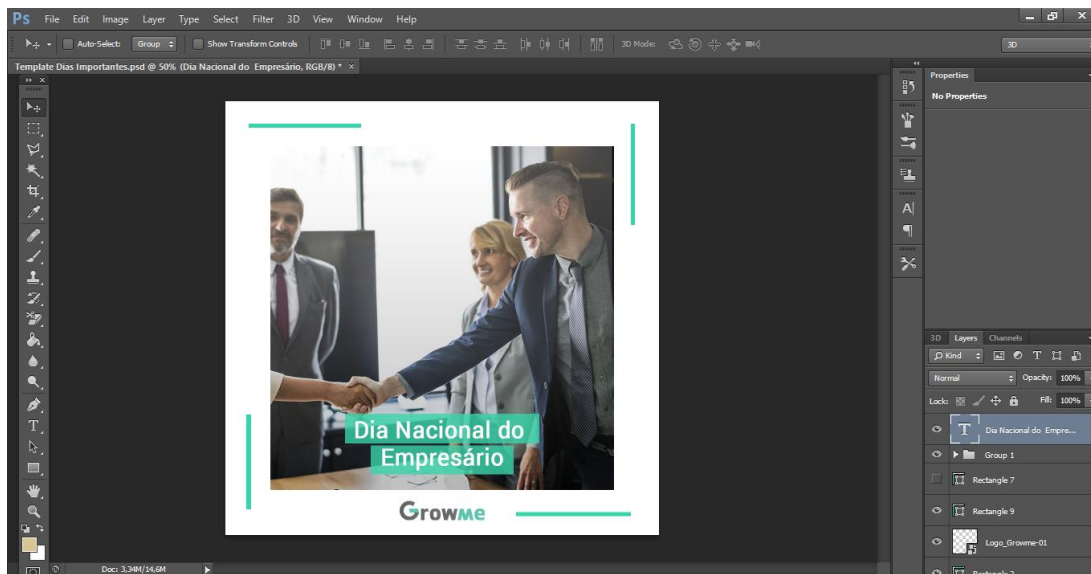 Ps File Edit Image Layer Type Select Filter 3D View Window Help
Auto-Select: Group Show Transform Controls 3D Mode: 3D
Template Dias Importantes.psd @ 50% (Dia Nacional do Empresário, RGB/8) * ×
Properties
No Properties
Dia Nacional do
Empresário
Growme
3D Layers Channels
Kind
Normal Opacity: 100%
Lock: Fill: 100%
T Dia Nacional do Empre...
Group 1
Rectangle 7
Rectangle 9
Logo_Growme-01
Doc: 3,34M/14,6M